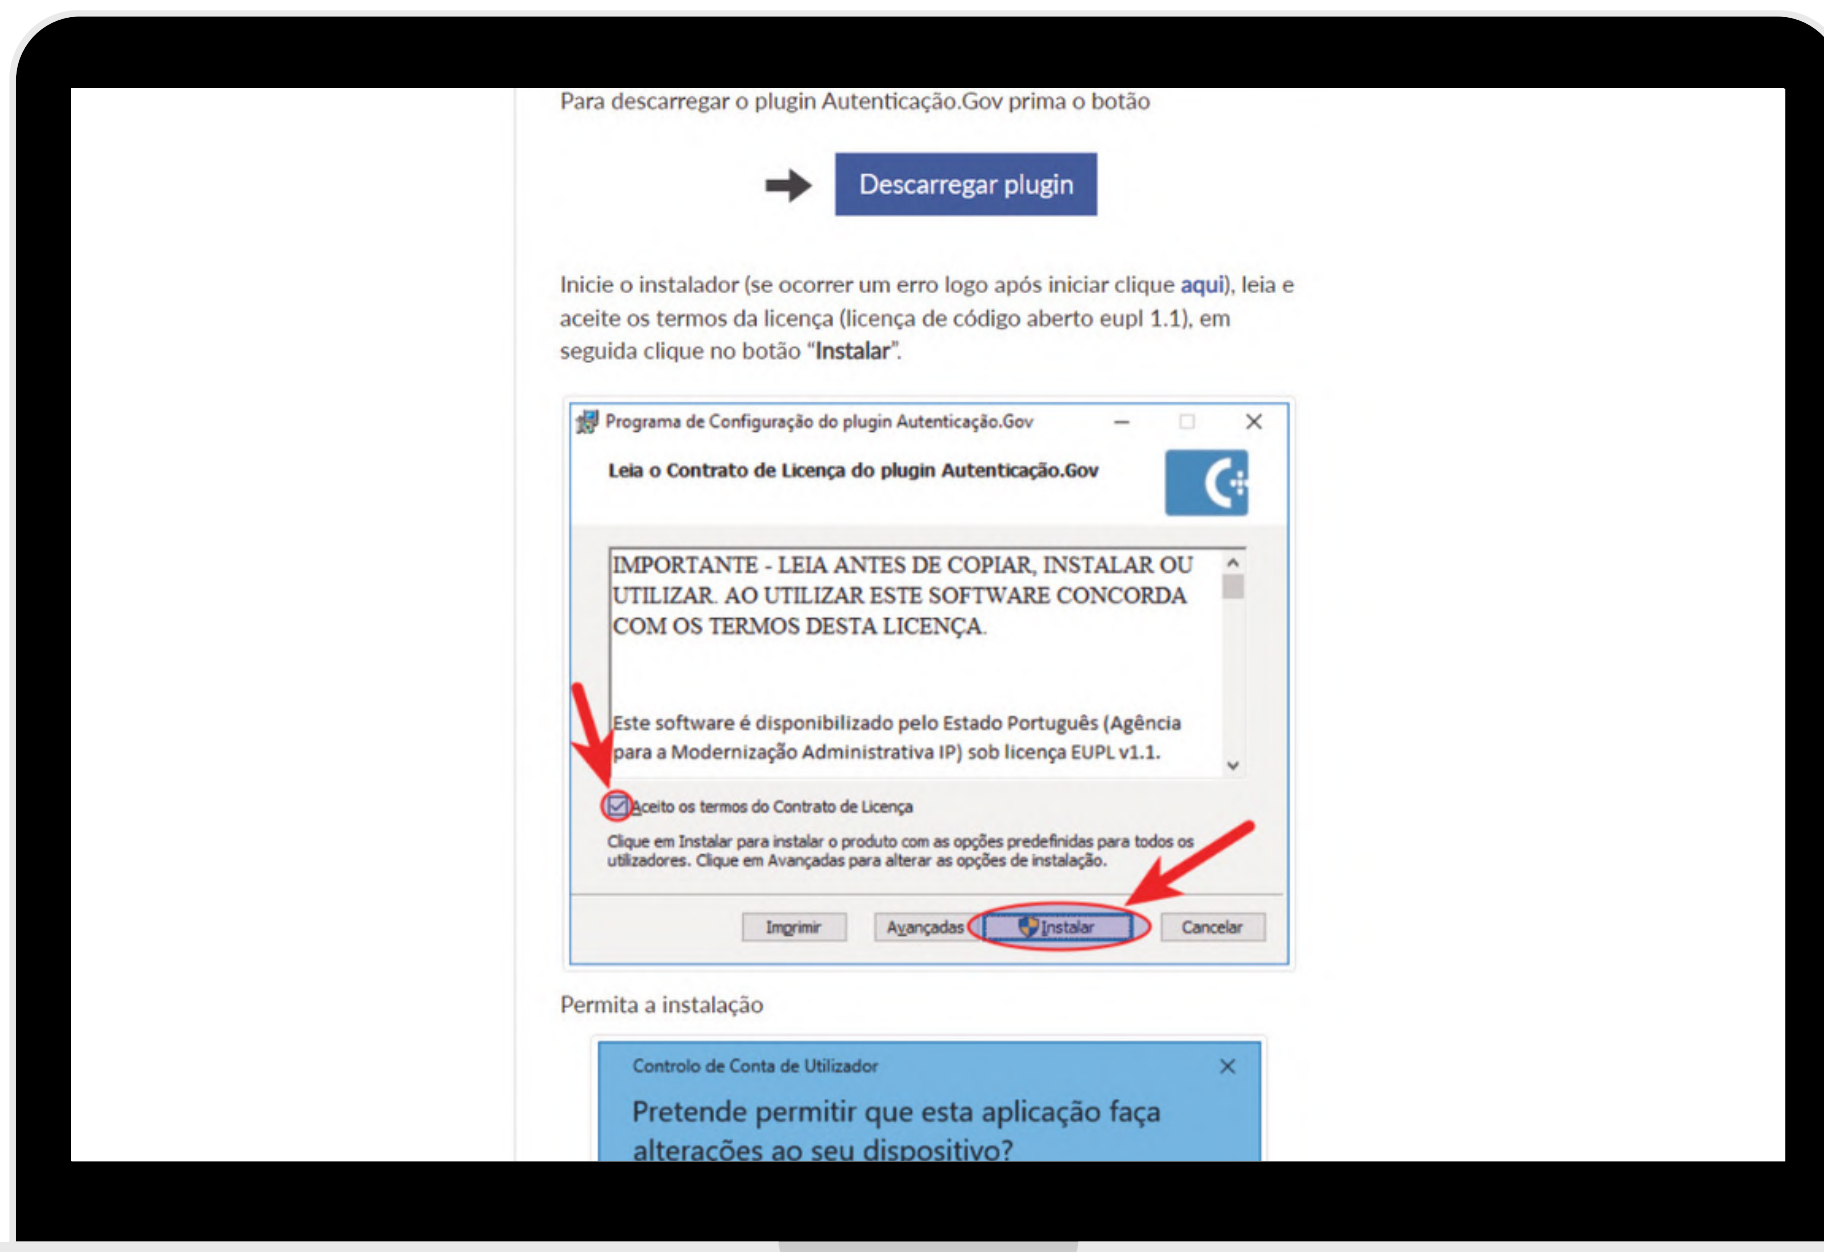 Para descarregar o plugin Autenticação.Gov prima o botão
Descarregar plugin
Inicie o instalador (se ocorrer um erro logo após iniciar clique aqui), leia e
aceite os termos da licença (licença de código aberto eupl 1.1), em
seguida clique no botão “Instalar”.
Programa de Configuração do plugin Autenticação.Gov
Leia o Contrato de Licença do plugin Autenticação.Gov
IMPORTANTE - LEIA ANTES DE COPIAR, INSTALAR OU
UTILIZAR. AO UTILIZAR ESTE SOFTWARE CONCORDA
COM OS TERMOS DESTA LICENÇA.
Este software é disponibilizado pelo Estado Português (Agência
para a Modernização Administrativa IP) sob licença EUPL v1.1.
Aceito os termos do Contrato de Licença
Clique em Instalar para instalar o produto com as opções predefinidas para todos os
utilizadores. Clique em Avançadas para alterar as opções de instalação.
Imprimir Avançadas Instalar Cancelar
Permita a instalação
Controlo de Conta de Utilizador
Pretende permitir que esta aplicação faça
alterações ao seu dispositivo?